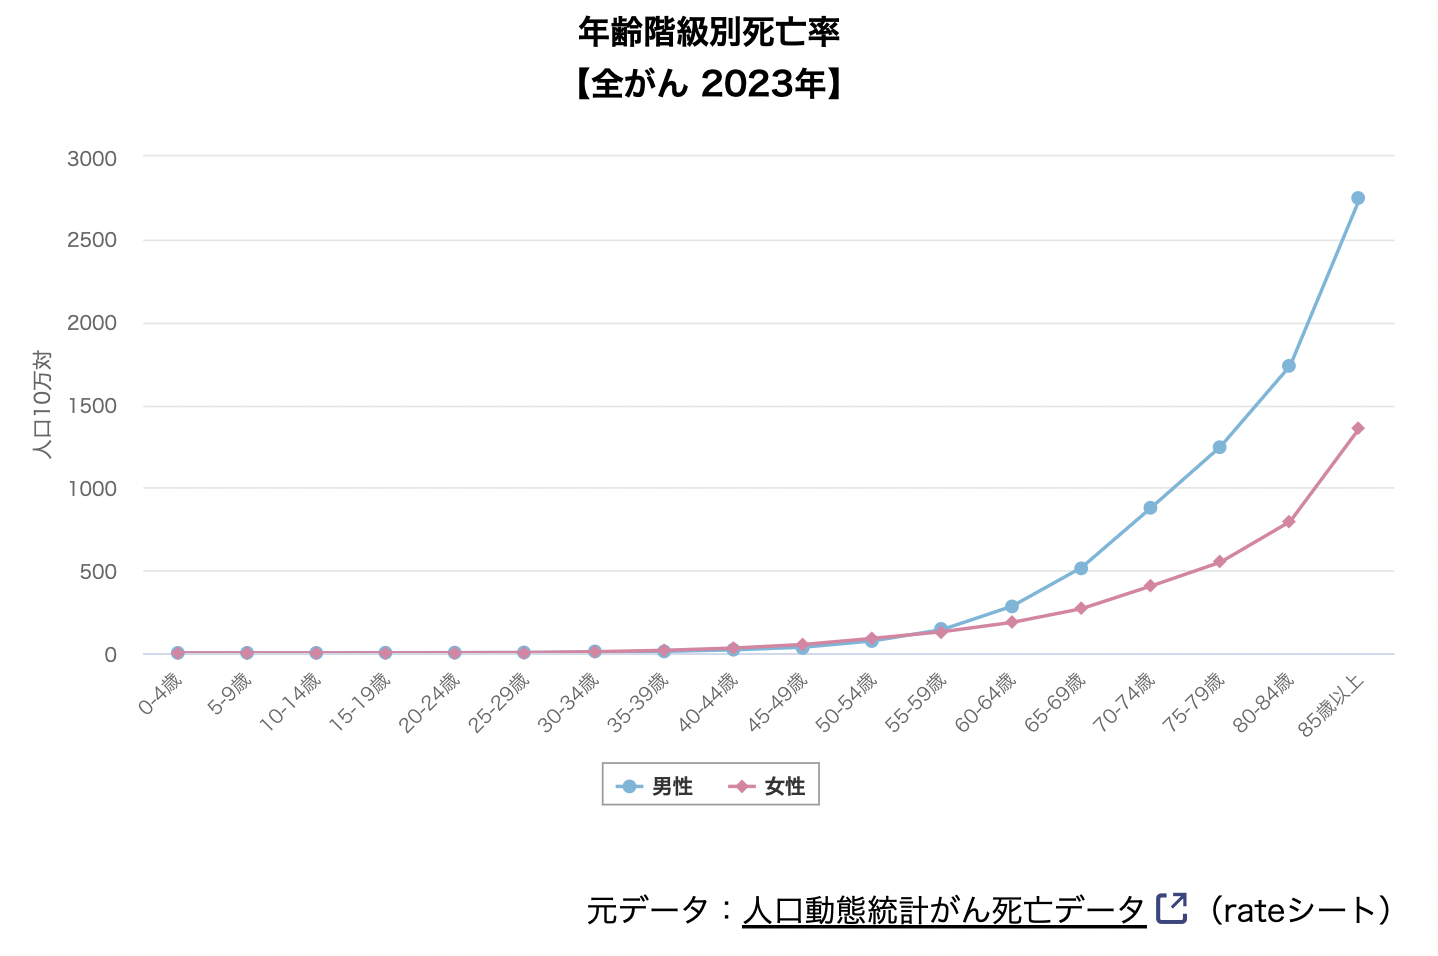 年齢階級別死亡率
【全がん 2023年】
3000
2500
2000
1500
1000
500
0
人口10万対
0-4歳
5-9歳
10-14歳
15-19歳
20-24歳
25-29歳
30-34歳
35-39歳
40-44歳
45-49歳
50-54歳
55-59歳
60-64歳
65-69歳
70-74歳
75-79歳
80-84歳
85歳以上
男性 女性
元データ：人口動態統計がん死亡データ（rateシート）